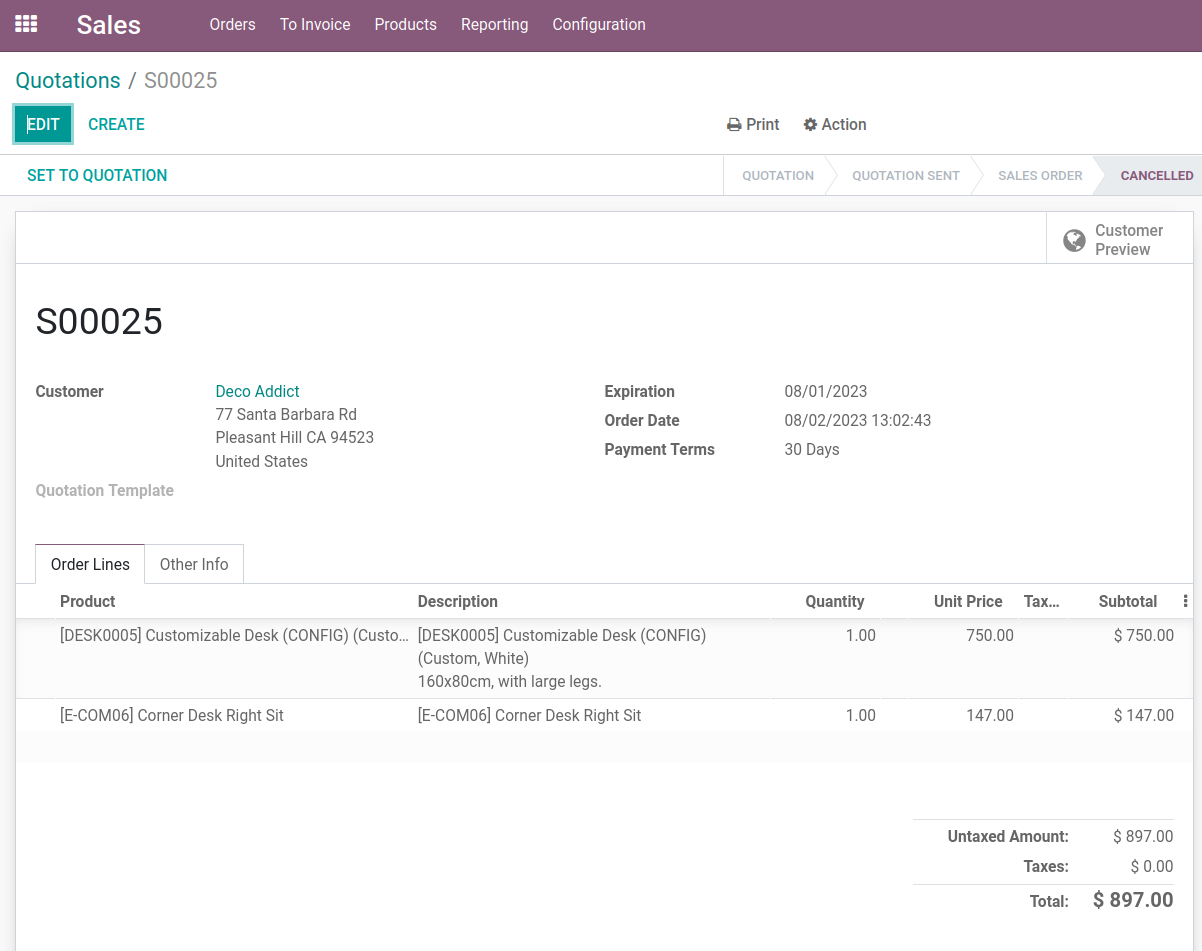 Sales Orders To Invoice Products Reporting Configuration
Quotations / S00025
EDIT CREATE Print Action
SET TO QUOTATION QUOTATION QUOTATION SENT SALES ORDER CANCELLED
Customer
Preview
S00025
Customer Deco Addict Expiration 08/01/2023
77 Santa Barbara Rd Order Date 08/02/2023 13:02:43
Pleasant Hill CA 94523 Payment Terms 30 Days
United States
Quotation Template
Order Lines Other Info
Product Description Quantity Unit Price Tax... Subtotal
[DESK0005] Customizable Desk (CONFIG) (Custo... [DESK0005] Customizable Desk (CONFIG) 1.00 750.00 $ 750.00
(Custom, White)
160x80cm, with large legs.
[E-COM06] Corner Desk Right Sit [E-COM06] Corner Desk Right Sit 1.00 147.00 $ 147.00
Untaxed Amount: $ 897.00
Taxes: $ 0.00
Total: $ 897.00